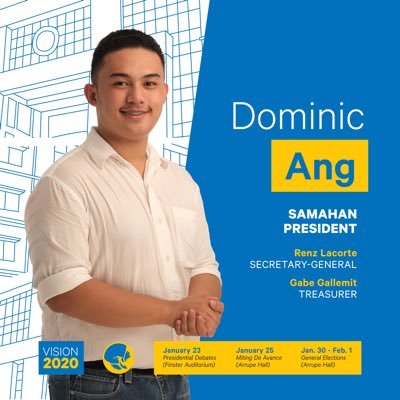 Dominic
Ang
SAMAHAN
PRESIDENT
Renz Lacorte
SECRETARY-GENERAL
Gabe Gallemit
TREASURER
VISION
2020
January 23
Presidential Debates
(Finster Auditorium)
January 25
Miting De Avance
(Arrupe Hall)
Jan. 30 - Feb. 1
General Elections
(Arrupe Hall)